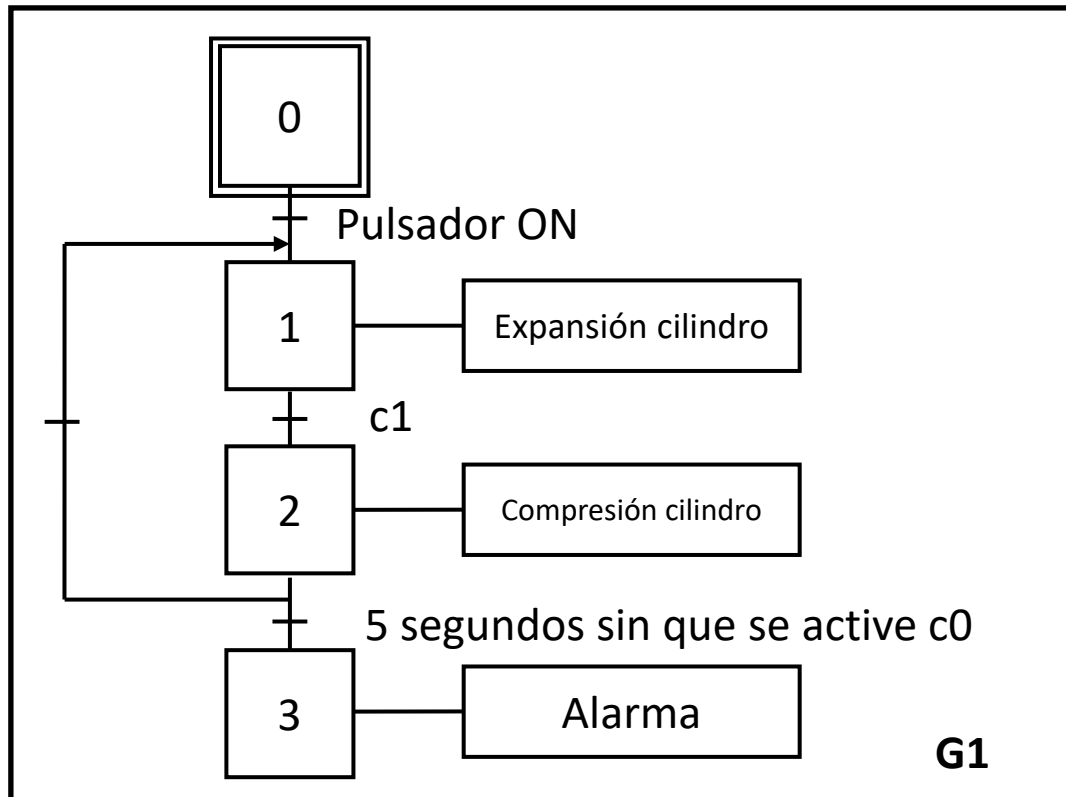 0
Pulsador ON
1
Expansión cilindro
c1
2
Compresión cilindro
5 segundos sin que se active c0
3
Alarma
G1